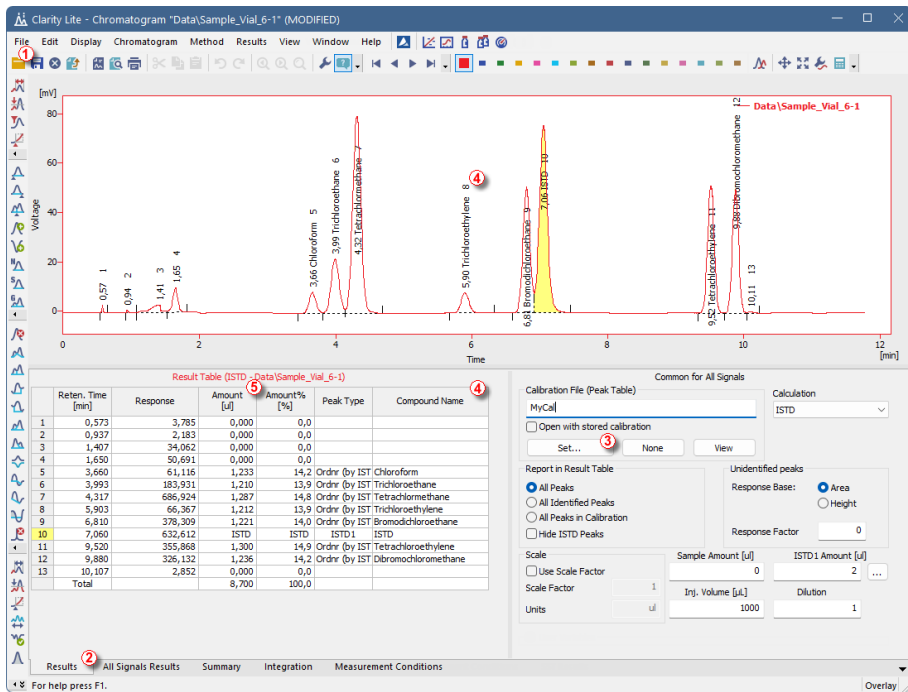 Clarity Lite - Chromatogram "Data\Sample_Vial_6-1" (MODIFIED)
File Edit Display Chromatogram Method Results View Window Help
1
[mV]
Data\Sample_Vial_6-1
80
60
40
20
0
Voltage
0,57 1
0,94 2
1,41 3
1,65 4
3,66 Chloroform 5
3,99 Trichloroethane 6
4,32 Tetrachlormethane 7
5,90 Trichloroethylene 8
4
6,81 Bromodichloroethane 9
7,06 ISTD 10
9,52 Tetrachloroethylene 11
9,88 Dibromochloromethane 12
10,11 13
0 2 4 6 8 10 12
Time
[min]
Result Table (ISTD - Data\Sample_Vial_6-1)
5
4
Reten. Time [min] Response Amount [ul] Amount% [%] Peak Type Compound Name
1 0,573 3,785 0,000 0,0
2 0,937 2,183 0,000 0,0
3 1,407 34,062 0,000 0,0
4 1,650 50,691 0,000 0,0
5 3,660 61,116 1,233 14,2 Ordnr (by IST Chloroform
6 3,993 183,931 1,210 13,9 Ordnr (by IST Trichloroethane
7 4,317 686,924 1,287 14,8 Ordnr (by IST Tetrachlormethane
8 5,903 66,367 1,212 13,9 Ordnr (by IST Trichloroethylene
9 6,810 378,309 1,221 14,0 Ordnr (by IST Bromodichloroethane
10 7,060 632,612 ISTD ISTD ISTD1 ISTD
11 9,520 355,868 1,300 14,9 Ordnr (by IST Tetrachloroethylene
12 9,880 326,132 1,236 14,2 Ordnr (by IST Dibromochloromethane
13 10,107 2,852 0,000 0,0
Total 8,700 100,0
Common for All Signals
Calibration File (Peak Table)
MyCal
Open with stored calibration
Set... 3 None View
Calculation
ISTD
Report in Result Table
All Peaks
All Identified Peaks
All Peaks in Calibration
Hide ISTD Peaks
Unidentified peaks
Response Base: Area
Height
Response Factor 0
Scale
Use Scale Factor
Scale Factor 1
Units ul
Sample Amount [ul] ISTD1 Amount [ul]
0 2 ...
Inj. Volume [µL] Dilution
1000 1
Results 2 All Signals Results Summary Integration Measurement Conditions
For help press F1. Overlay